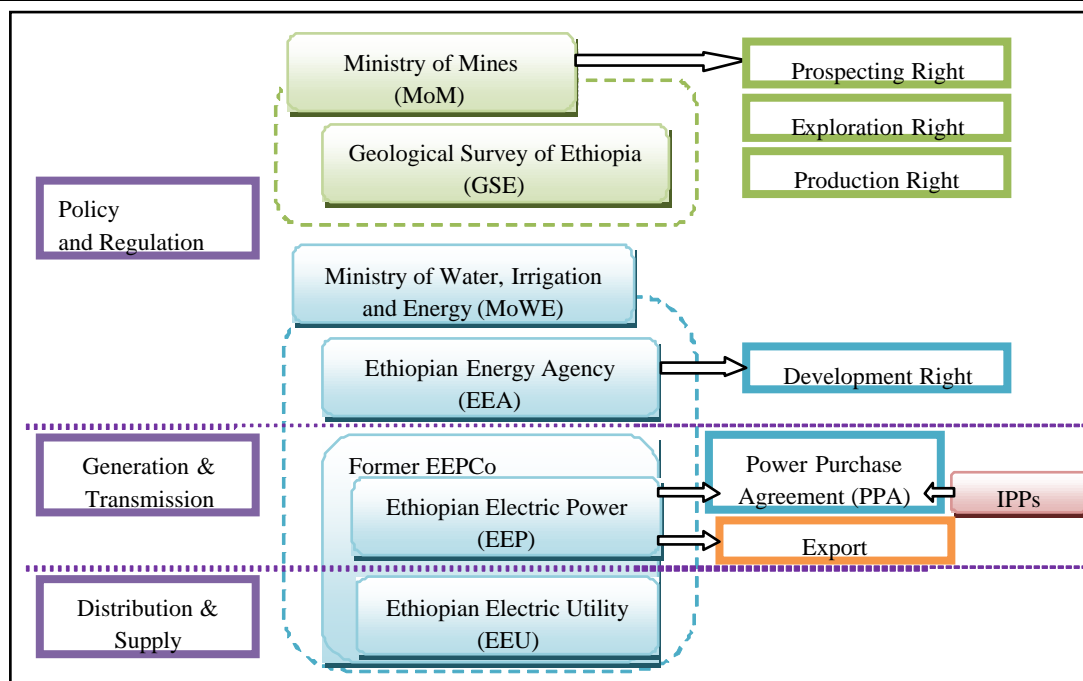 Ministry of Mines
(MoM)
Prospecting Right
Exploration Right
Geological Survey of Ethiopia
(GSE)
Production Right
Policy
and Regulation
Ministry of Water, Irrigation
and Energy (MoWE)
Ethiopian Energy Agency
(EEA)
Development Right
Generation &
Transmission
Former EEPCo
Ethiopian Electric Power
(EEP)
Power Purchase
Agreement (PPA)
IPPs
Export
Distribution &
Supply
Ethiopian Electric Utility
(EEU)